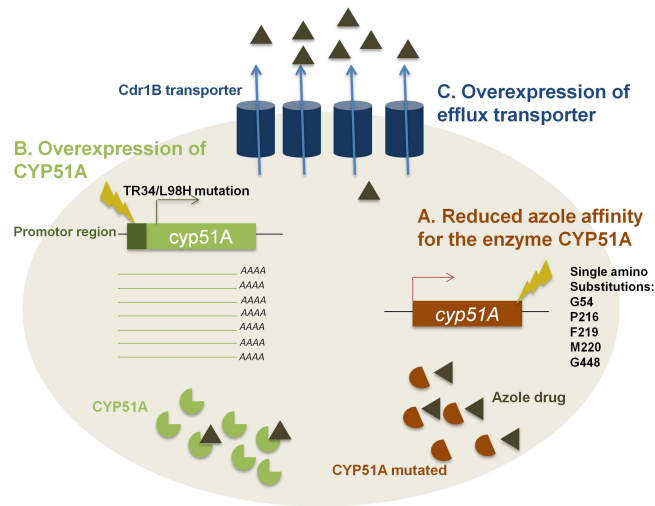 Cdr1B transporter
C. Overexpression of
efflux transporter
B. Overexpression of
CYP51A
TR34/L98H mutation
Promotor region
cyp51A
AAAA
AAAA
AAAA
AAAA
AAAA
AAAA
AAAA
A. Reduced azole affinity
for the enzyme CYP51A
cyp51A
Single amino
Substitutions:
G54
P216
F219
M220
G448
CYP51A
Azole drug
CYP51A mutated